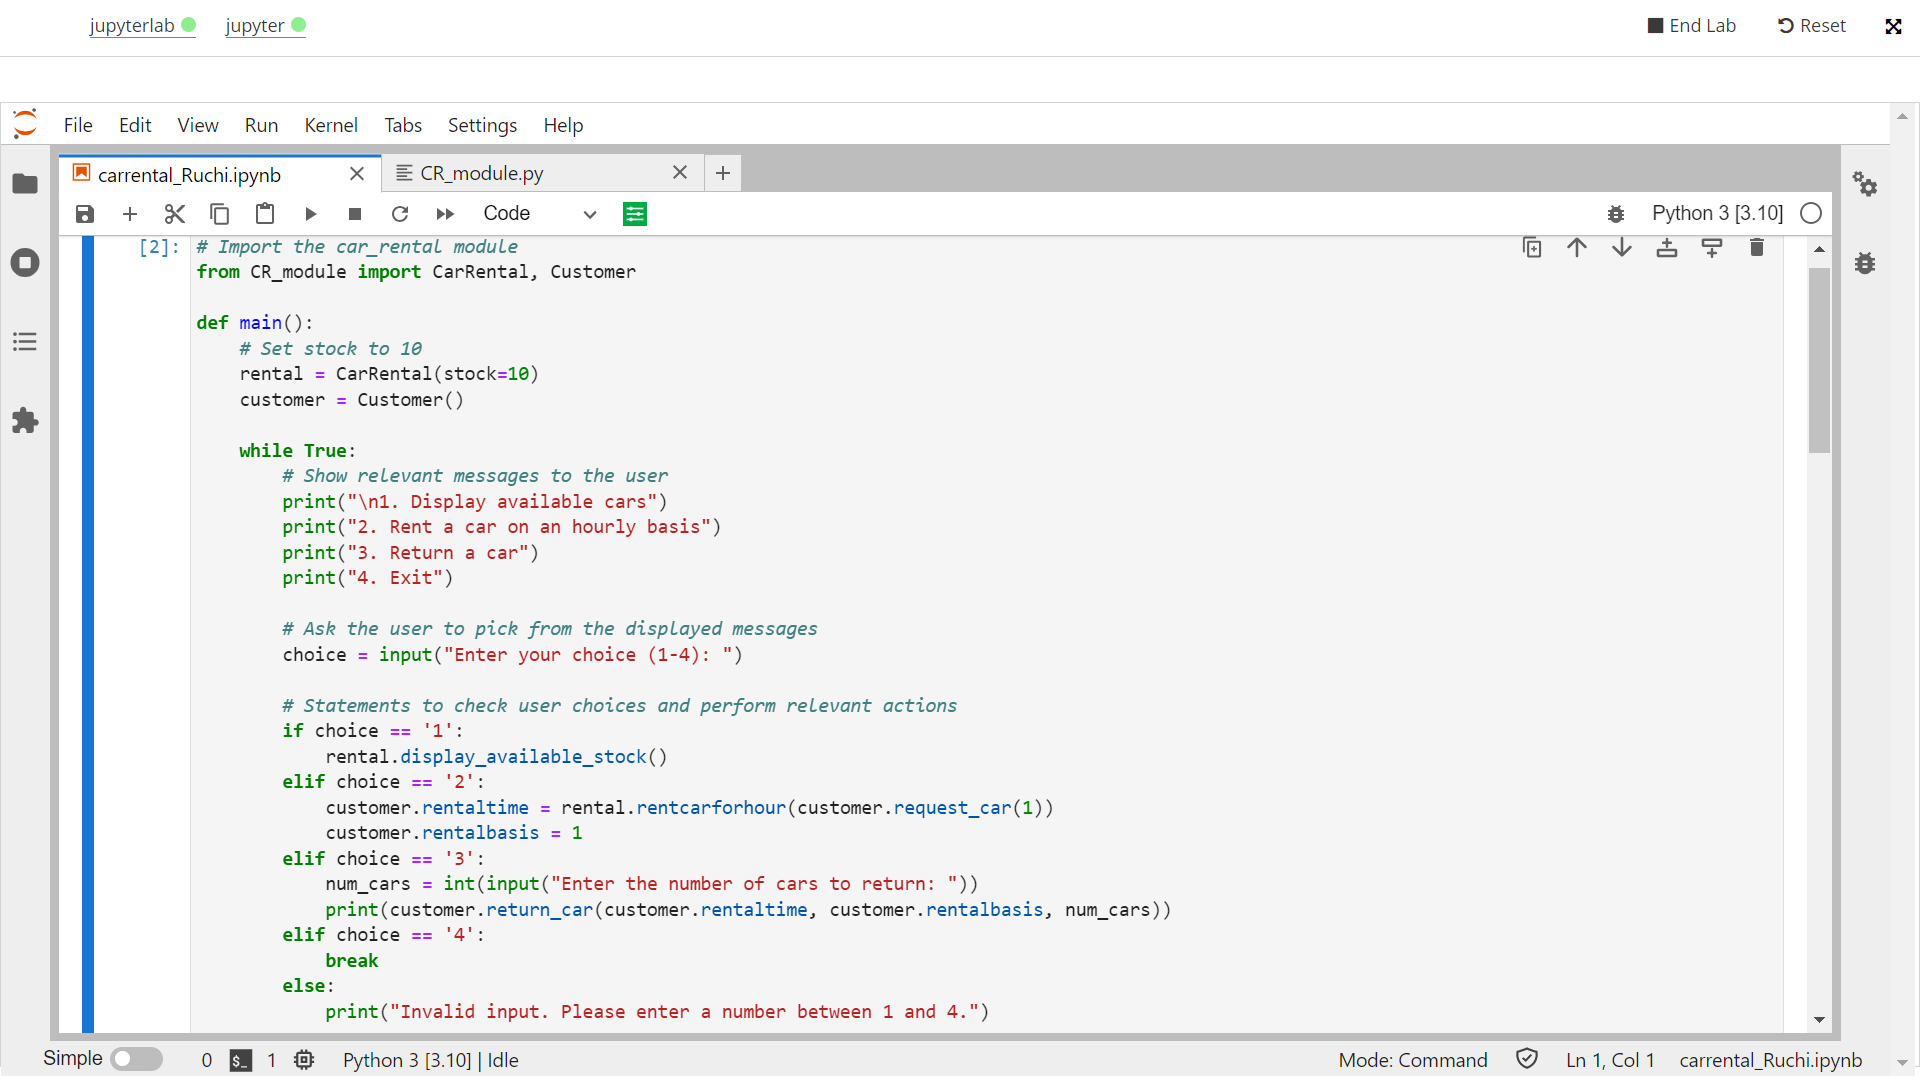 jupyterlab jupyter End Lab Reset
File Edit View Run Kernel Tabs Settings Help
carrental_Ruchi.ipynb CR_module.py
Code Python 3 [3.10]
[2]: # Import the car_rental module
from CR_module import CarRental, Customer
def main():
    # Set stock to 10
    rental = CarRental(stock=10)
    customer = Customer()
    while True:
        # Show relevant messages to the user
        print("\n1. Display available cars")
        print("2. Rent a car on an hourly basis")
        print("3. Return a car")
        print("4. Exit")
        # Ask the user to pick from the displayed messages
        choice = input("Enter your choice (1-4): ")
        # Statements to check user choices and perform relevant actions
        if choice == '1':
            rental.display_available_stock()
        elif choice == '2':
            customer.rentaltime = rental.rentcarforhour(customer.request_car(1))
            customer.rentalbasis = 1
        elif choice == '3':
            num_cars = int(input("Enter the number of cars to return: "))
            print(customer.return_car(customer.rentaltime, customer.rentalbasis, num_cars))
        elif choice == '4':
            break
        else:
            print("Invalid input. Please enter a number between 1 and 4.")
Simple 0 $_ 1 Python 3 [3.10] | Idle Mode: Command Ln 1, Col 1 carrental_Ruchi.ipynb